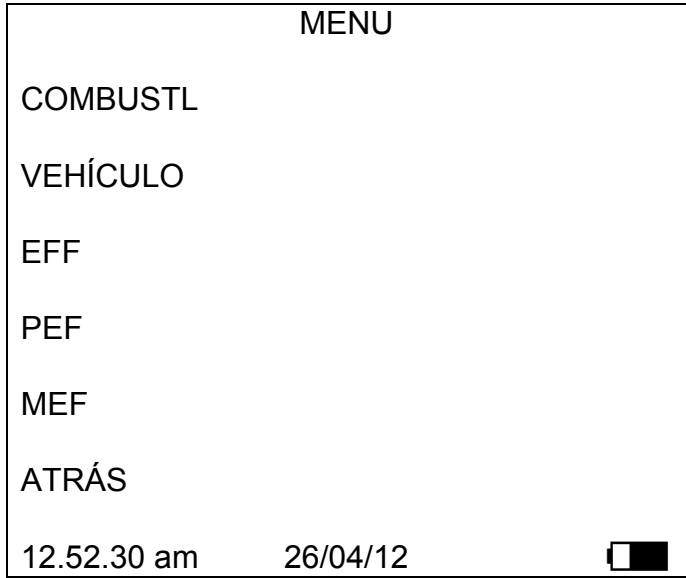 MENU
COMBUSTL
VEHÍCULO
EFF
PEF
MEF
ATRÁS
12.52.30 am 26/04/12